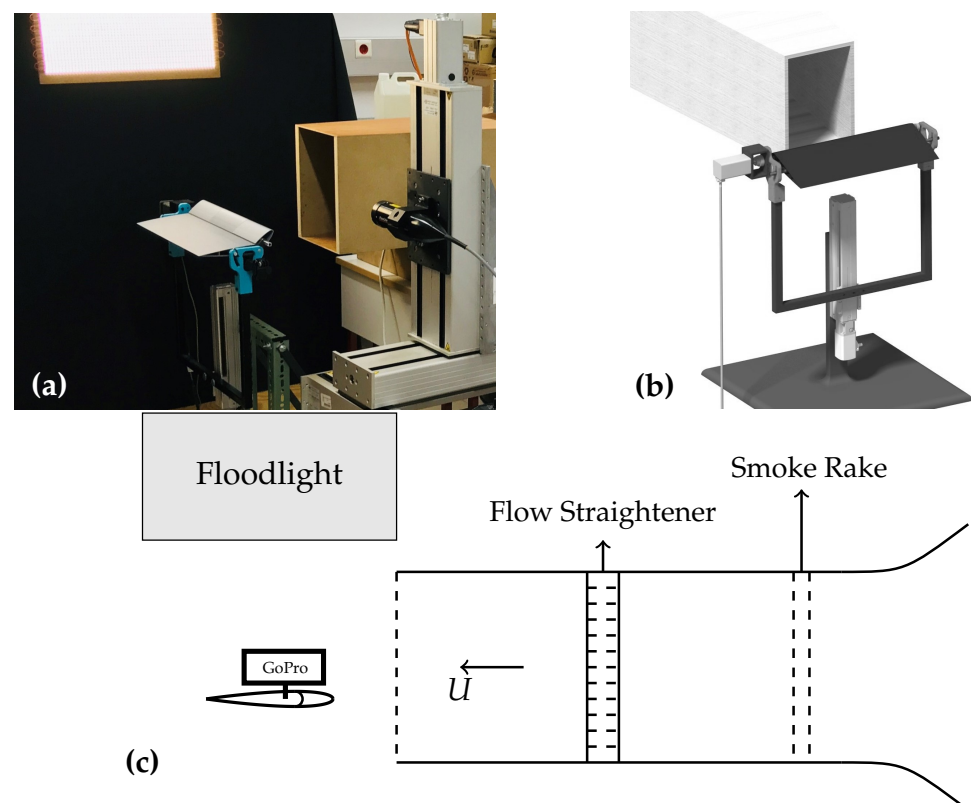 (a)
(b)
Floodlight
Smoke Rake
Flow Straightener
GoPro
U
(c)